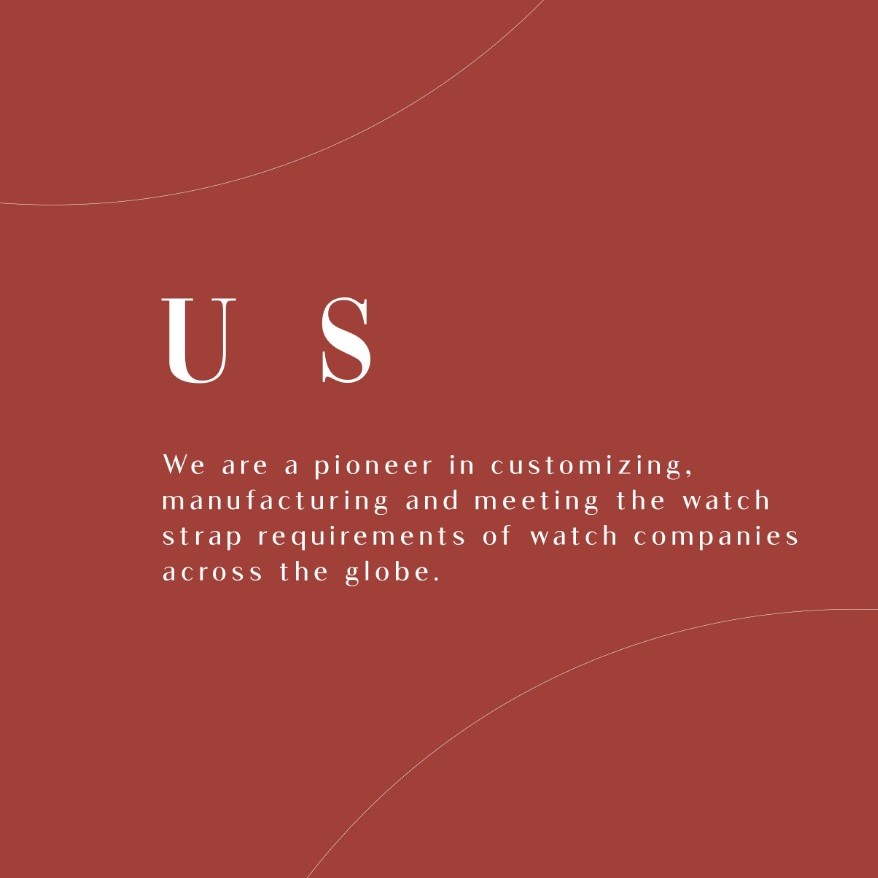 U S
We are a pioneer in customizing,
manufacturing and meeting the watch
strap requirements of watch companies
across the globe.